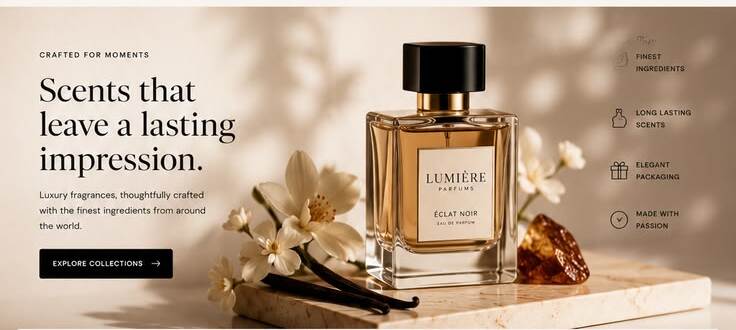 CRAFTED FOR MOMENTS
Scents that
leave a lasting
impression.
Luxury fragrances, thoughtfully crafted
with the finest ingredients from around
the world.
EXPLORE COLLECTIONS
LUMIÈRE
PARFUMS
ÉCLAT NOIR
EAU DE PARFUM
FINEST
INGREDIENTS
LONG LASTING
SCENTS
ELEGANT
PACKAGING
MADE WITH
PASSION